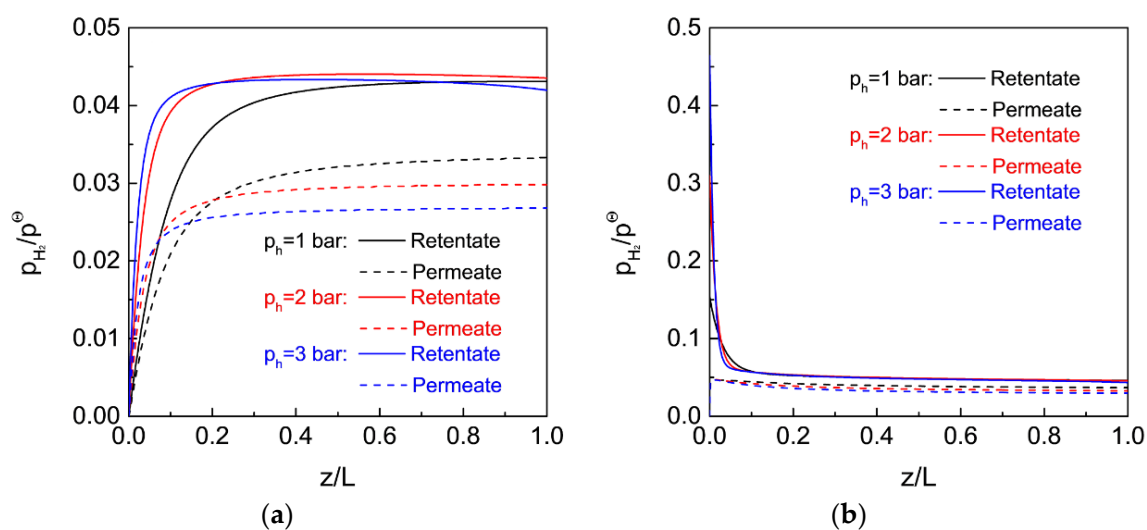 0.05
0.04
0.03
0.02
0.01
0.00
p_H₂/p^Θ
p_h=1 bar: Retentate
Permeate
p_h=2 bar: Retentate
Permeate
p_h=3 bar: Retentate
Permeate
0.0 0.2 0.4 0.6 0.8 1.0
z/L
(a)
0.5
0.4
0.3
0.2
0.1
0.0
p_H₂/p^Θ
p_h=1 bar: Retentate
Permeate
p_h=2 bar: Retentate
Permeate
p_h=3 bar: Retentate
Permeate
0.0 0.2 0.4 0.6 0.8 1.0
z/L
(b)